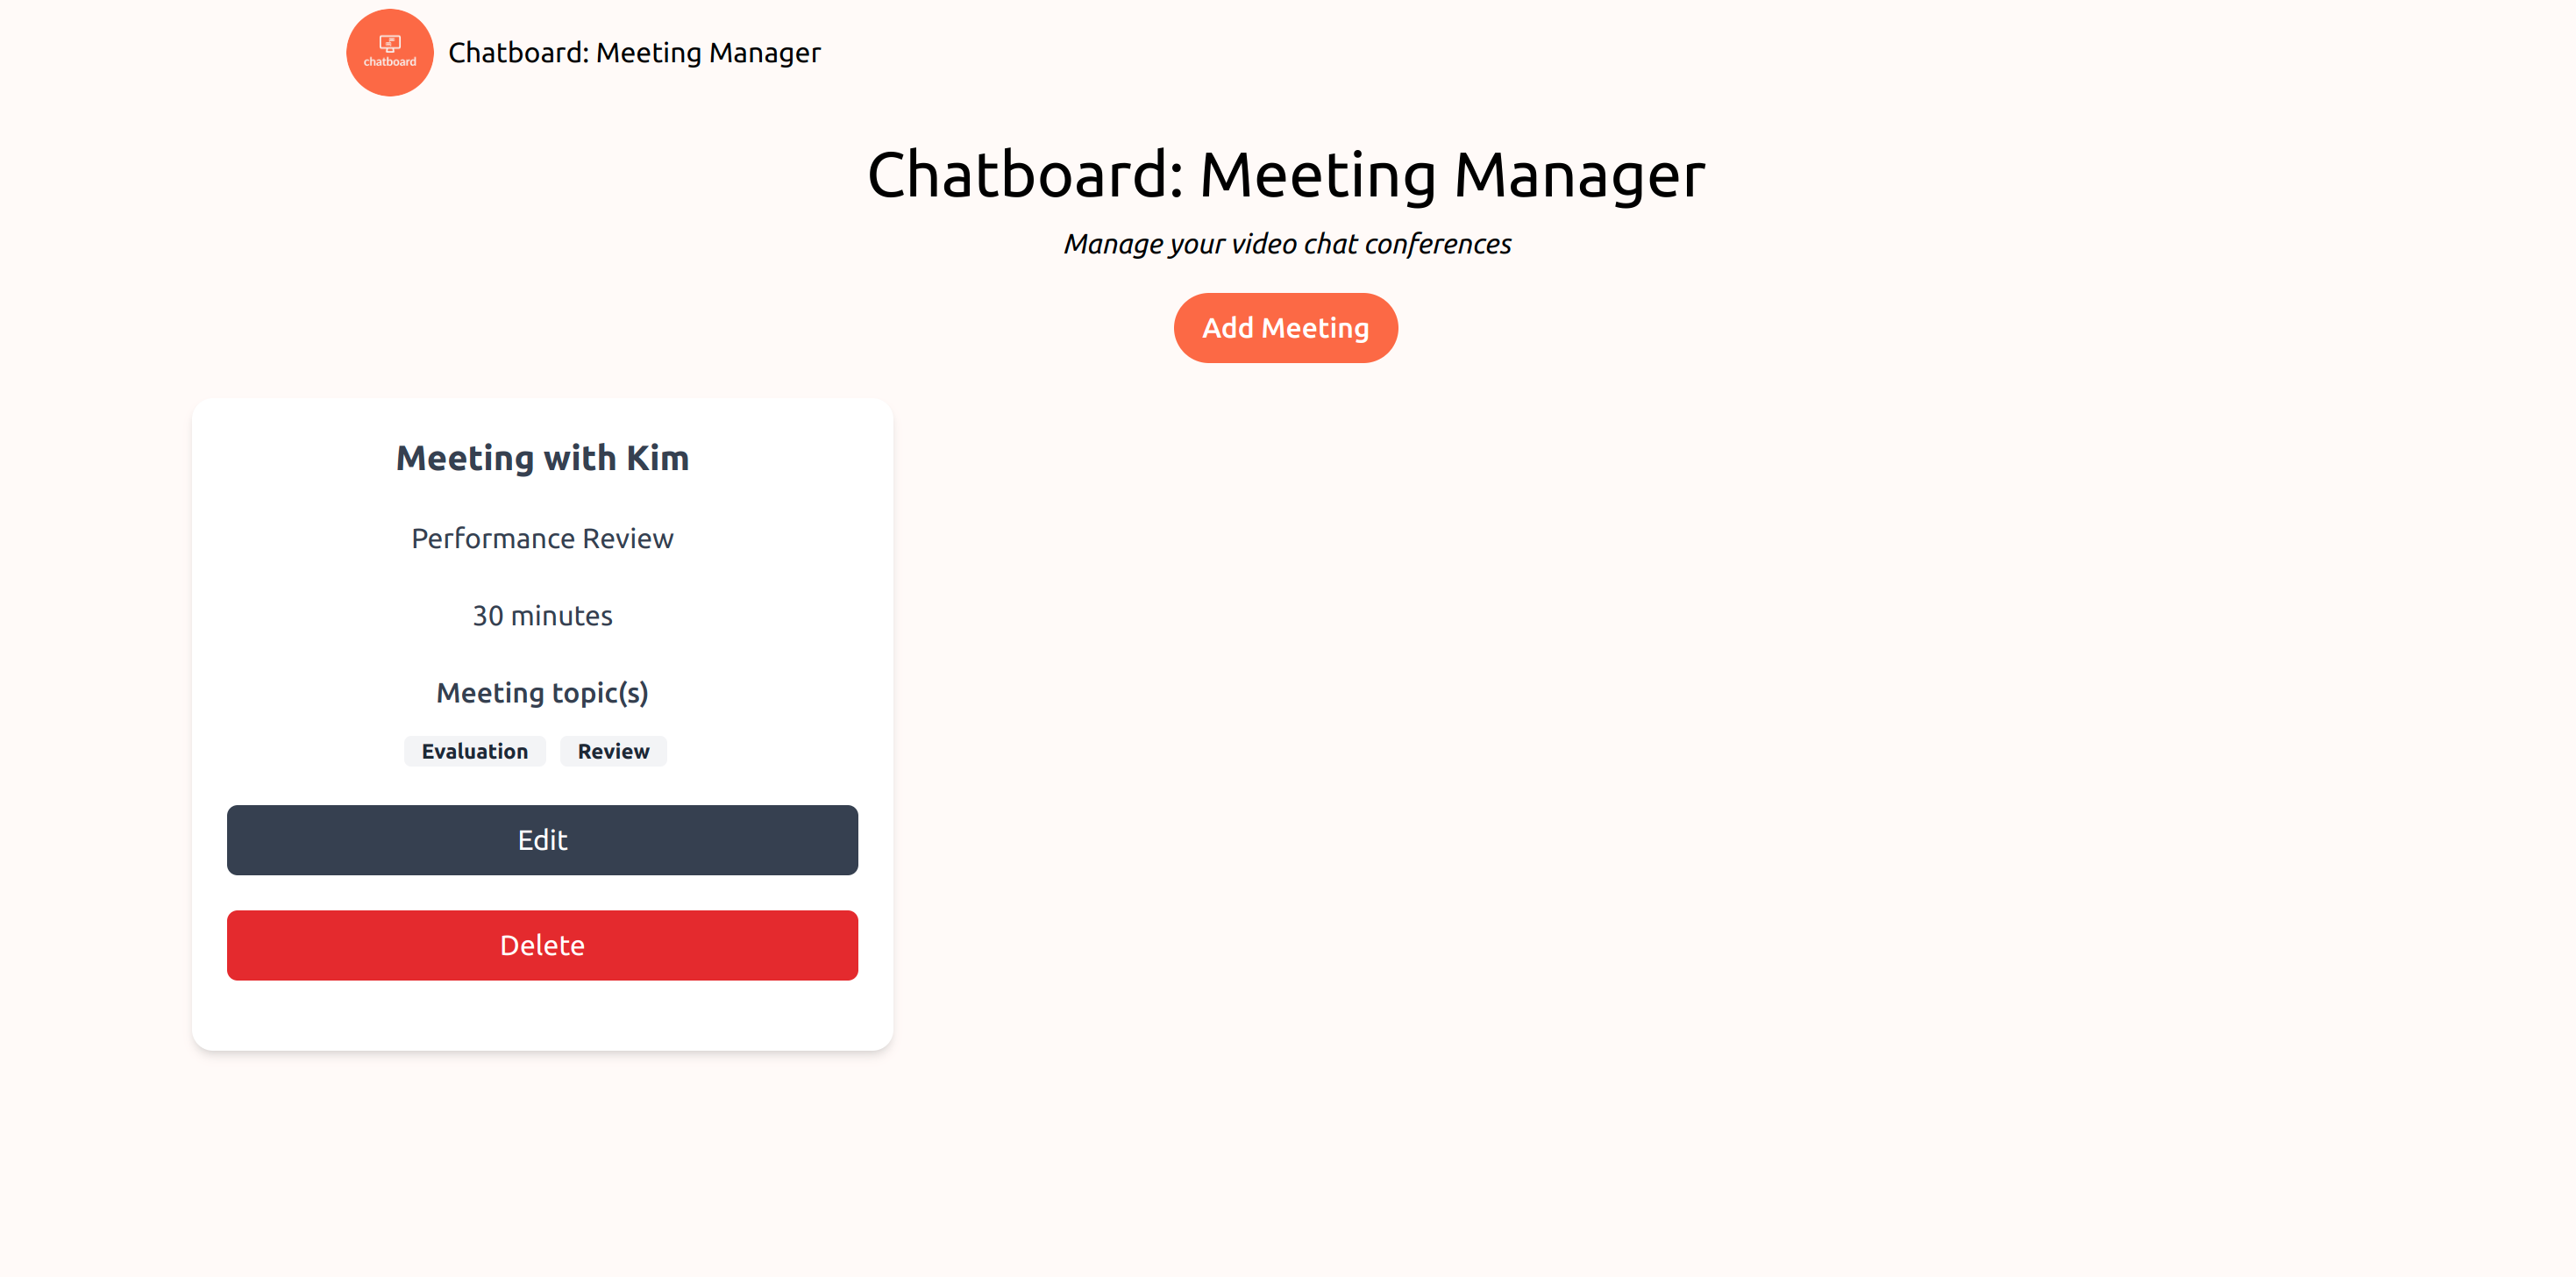 chatboard
Chatboard: Meeting Manager
Chatboard: Meeting Manager
Manage your video chat conferences
Add Meeting
Meeting with Kim
Performance Review
30 minutes
Meeting topic(s)
Evaluation Review
Edit
Delete